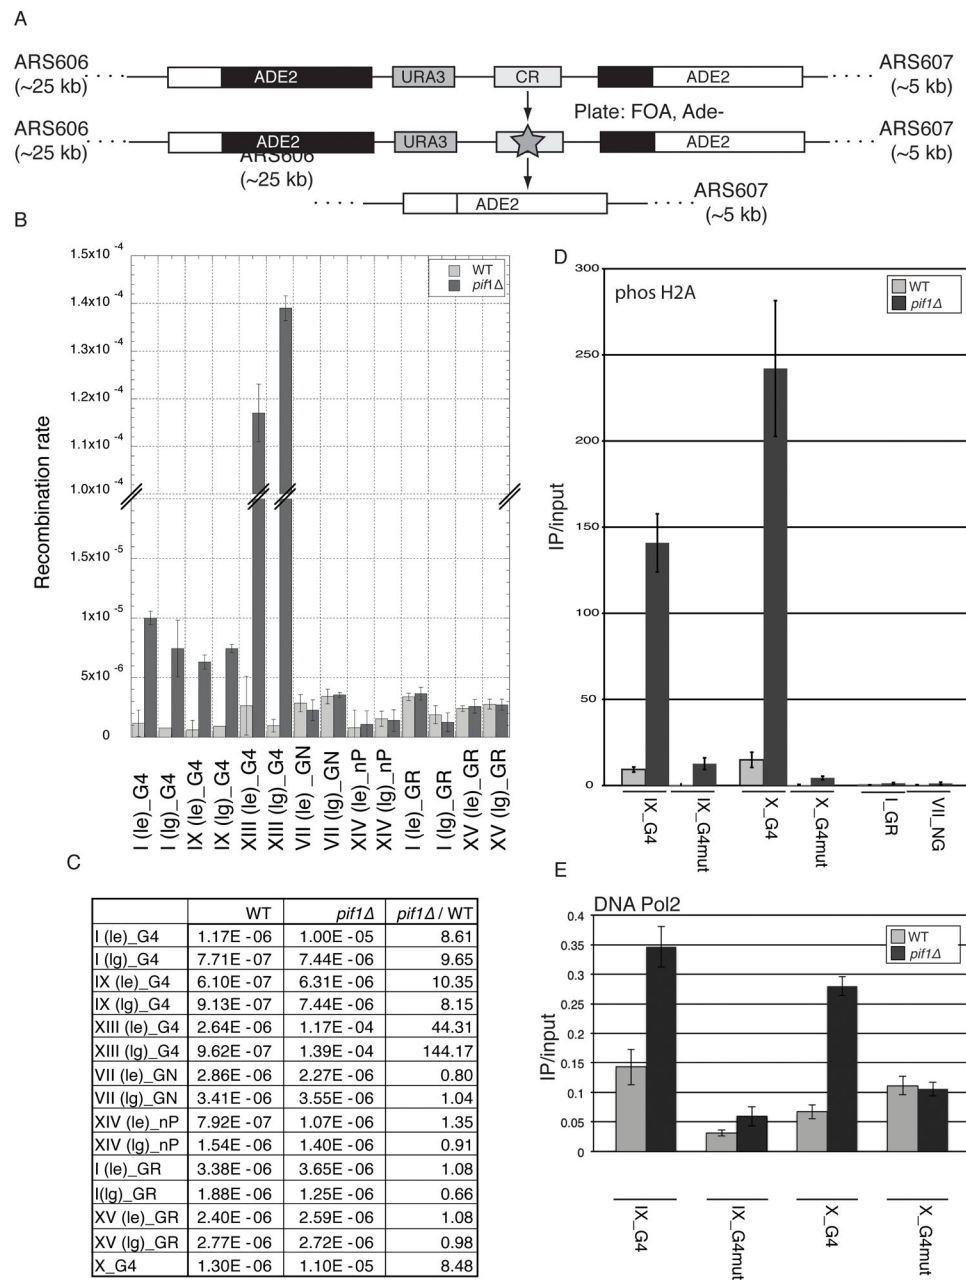 A
ARS606
(~25 kb)
ADE2
URA3
CR
ADE2
ARS607
(~5 kb)
Plate: FOA, Ade-
ARS606
(~25 kb)
ADE2
URA3
ADE2
ARS607
(~5 kb)
ARS606
(~25 kb)
ADE2
ARS607
(~5 kb)
B
Recombination rate
1.5x10 -4
1.4x10 -4
1.3x10 -4
1.2x10 -4
1.1x10 -4
1.0x10 -4
1.5x10 -5
1x10 -5
5x10 -6
0
WT
pif1Δ
I (le)_G4
I (lg)_G4
IX (le)_G4
IX (lg)_G4
XIII (le)_G4
XIII (lg)_G4
VII (le)_GN
VII (lg)_GN
XIV (le)_nP
XIV (lg)_nP
I (le)_GR
I (lg)_GR
XV (le)_GR
XV (lg)_GR
C
WT pif1Δ pif1Δ / WT
I (le)_G4 1.17E -06 1.00E -05 8.61
I (lg)_G4 7.71E -07 7.44E -06 9.65
IX (le)_G4 6.10E -07 6.31E -06 10.35
IX (lg)_G4 9.13E -07 7.44E -06 8.15
XIII (le)_G4 2.64E -06 1.17E -04 44.31
XIII (lg)_G4 9.62E -07 1.39E -04 144.17
VII (le)_GN 2.86E -06 2.27E -06 0.80
VII (lg)_GN 3.41E -06 3.55E -06 1.04
XIV (le)_nP 7.92E -07 1.07E -06 1.35
XIV (lg)_nP 1.54E -06 1.40E -06 0.91
I (le)_GR 3.38E -06 3.65E -06 1.08
I(lg)_GR 1.88E -06 1.25E -06 0.66
XV (le)_GR 2.40E -06 2.59E -06 1.08
XV (lg)_GR 2.77E -06 2.72E -06 0.98
X_G4 1.30E -06 1.10E -05 8.48
D
phos H2A
WT
pif1Δ
IP/input
300
250
200
150
100
50
0
IX_G4
IX_G4mut
X_G4
X_G4mut
I_GR
VII_NG
E
DNA Pol2
WT
pif1Δ
IP/input
0.4
0.35
0.3
0.25
0.2
0.15
0.1
0.05
0
IX_G4
IX_G4mut
X_G4
X_G4mut